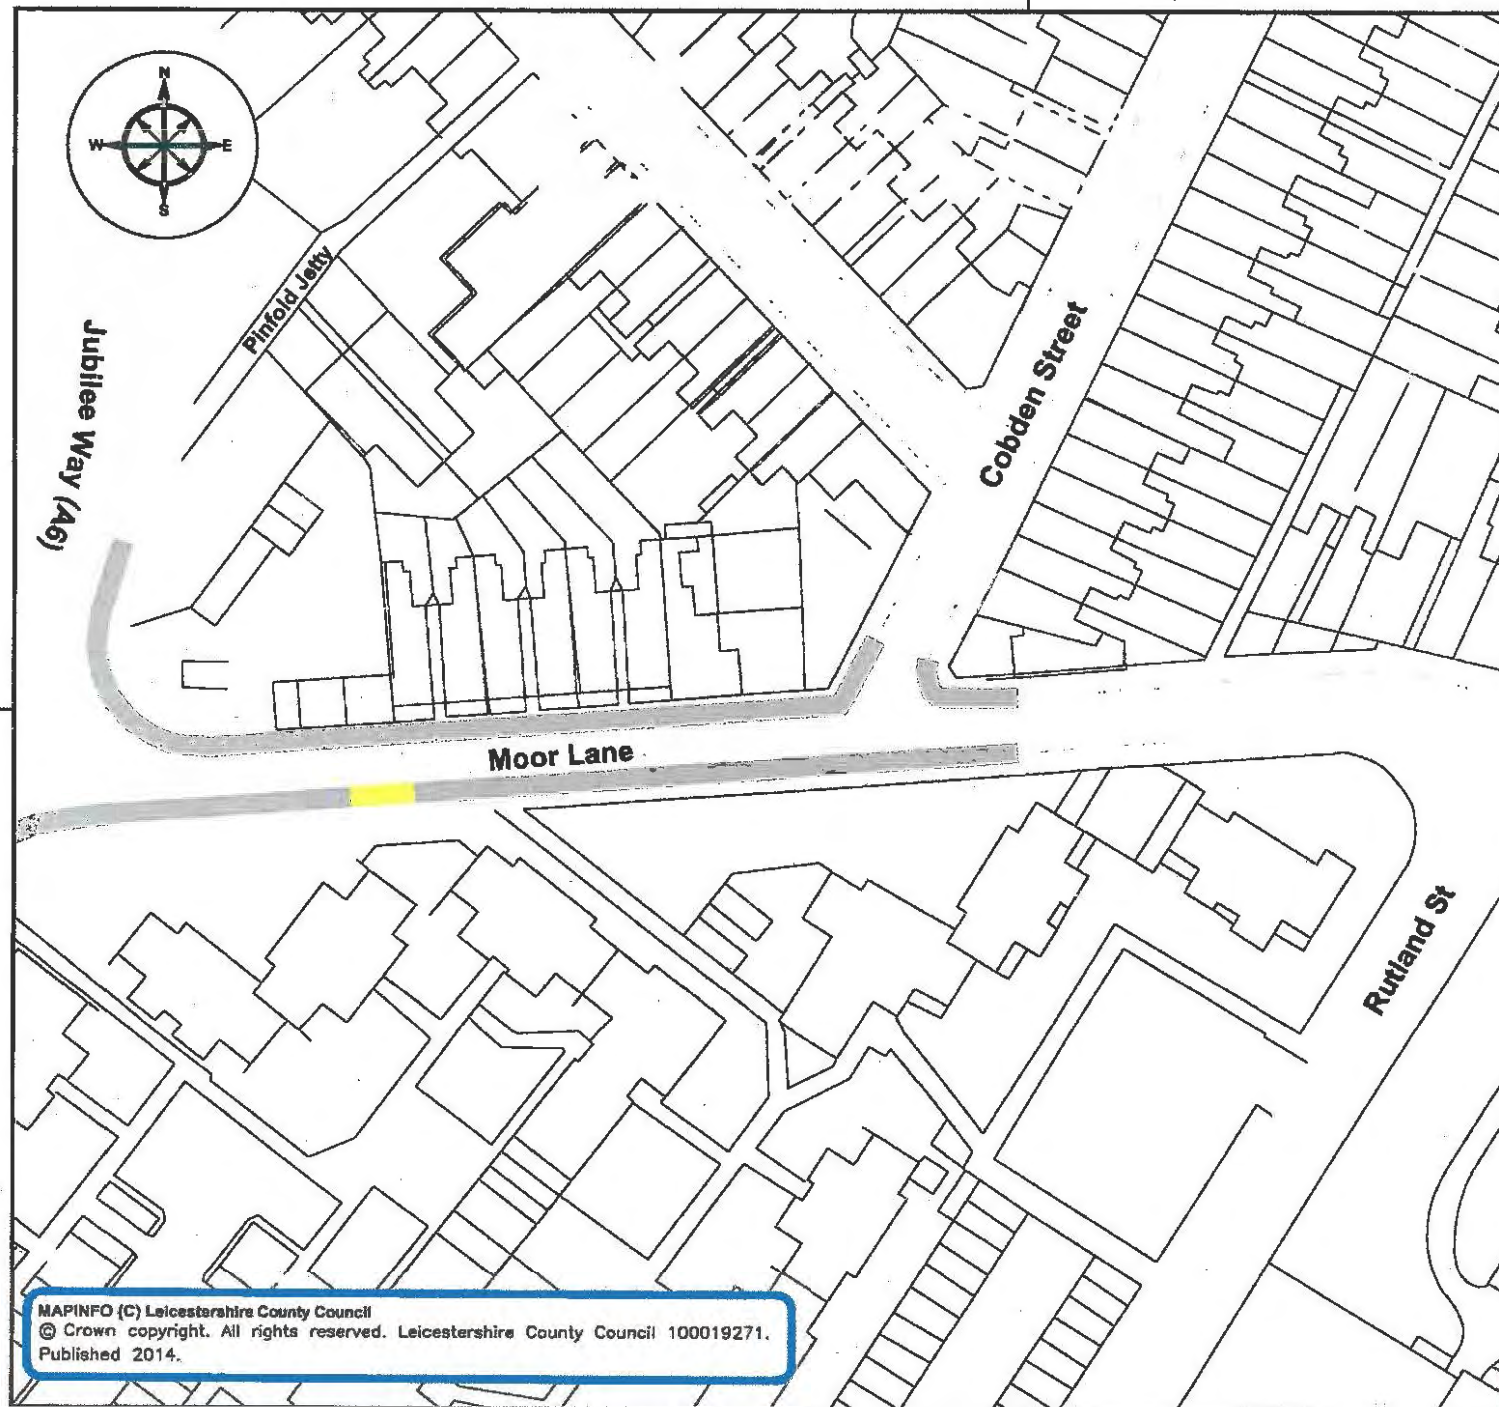 N
W E
S
Pinfold Jetty
Jubilee Way (A6)
Cobden Street
Moor Lane
Rutland St
MAPINFO (C) Leicestershire County Council
© Crown copyright. All rights reserved. Leicestershire County Council 100019271.
Published 2014.